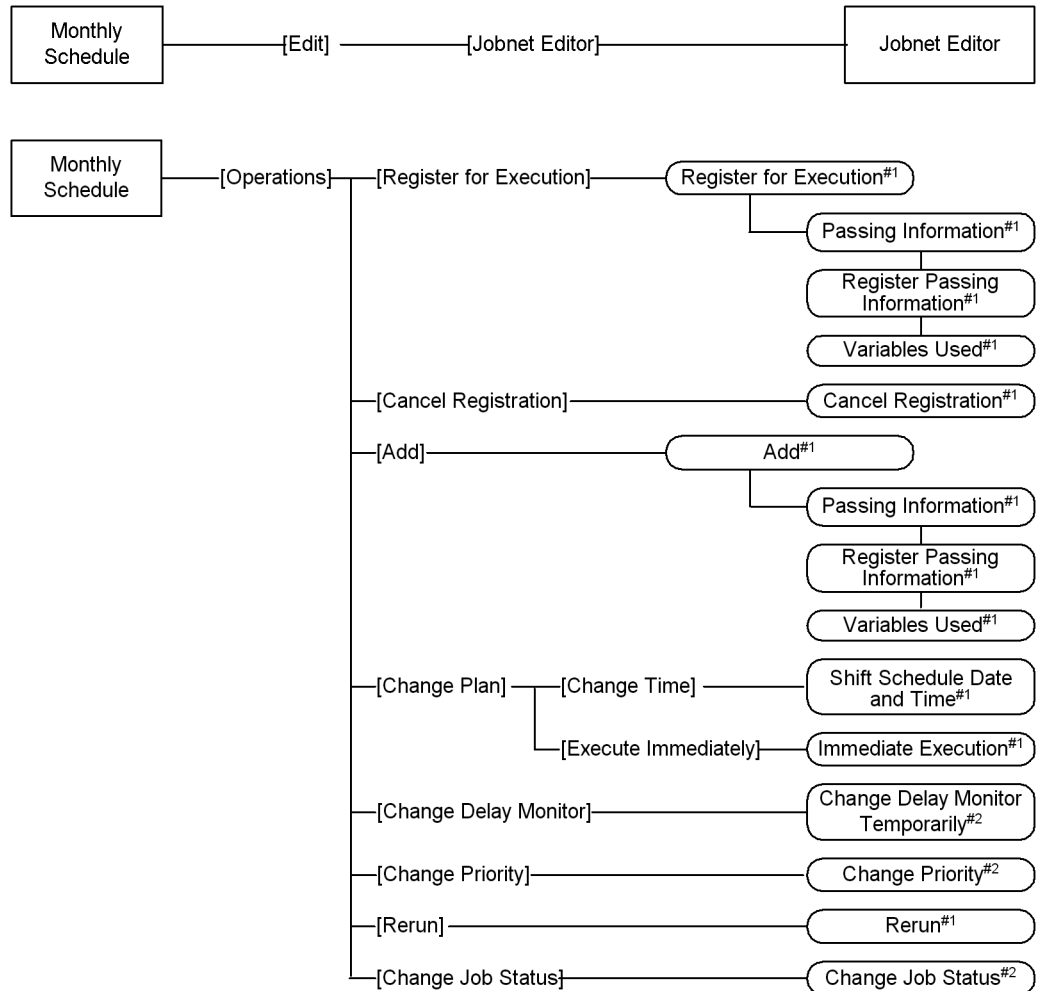 Monthly
Schedule
[Edit]
[Jobnet Editor]
Jobnet Editor
Monthly
Schedule
[Operations]
[Register for Execution]
Register for Execution#1
Passing Information#1
Register Passing
Information#1
Variables Used#1
[Cancel Registration]
Cancel Registration#1
[Add]
Add#1
Passing Information#1
Register Passing
Information#1
Variables Used#1
[Change Plan]
[Change Time]
Shift Schedule Date
and Time#1
[Execute Immediately]
Immediate Execution#1
[Change Delay Monitor]
Change Delay Monitor
Temporarily#2
[Change Priority]
Change Priority#2
[Rerun]
Rerun#1
[Change Job Status]
Change Job Status#2